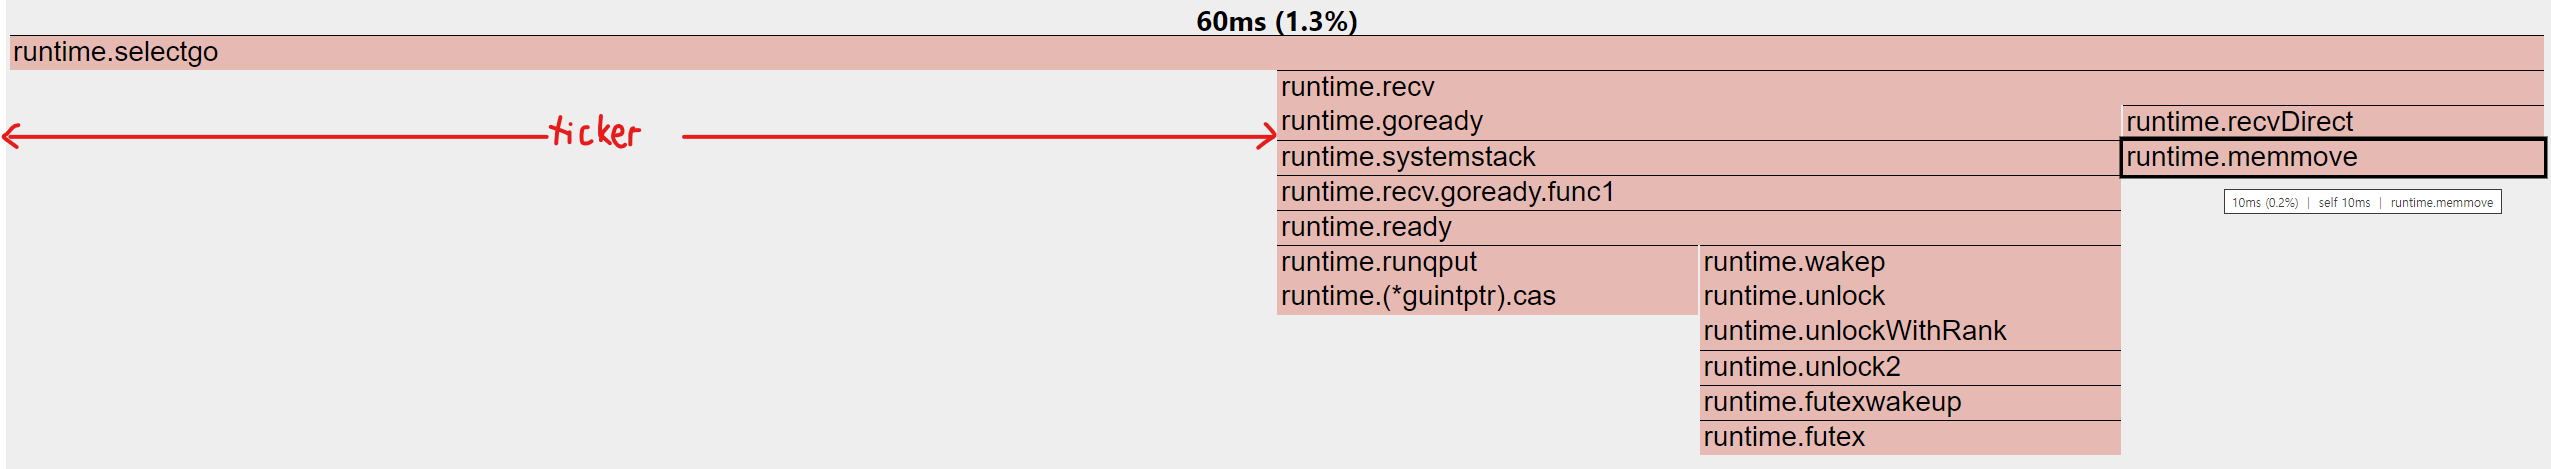 60ms (1.3%)
runtime.selectgo
runtime.recv
ticker
runtime.goready
runtime.recvDirect
runtime.systemstack
runtime.memmove
runtime.recv.goready.func1
10ms (0.2%) | self 10ms | runtime.memmove
runtime.ready
runtime.runqput
runtime.wakep
runtime.(*guintptr).cas
runtime.unlock
runtime.unlockWithRank
runtime.unlock2
runtime.futexwakeup
runtime.futex